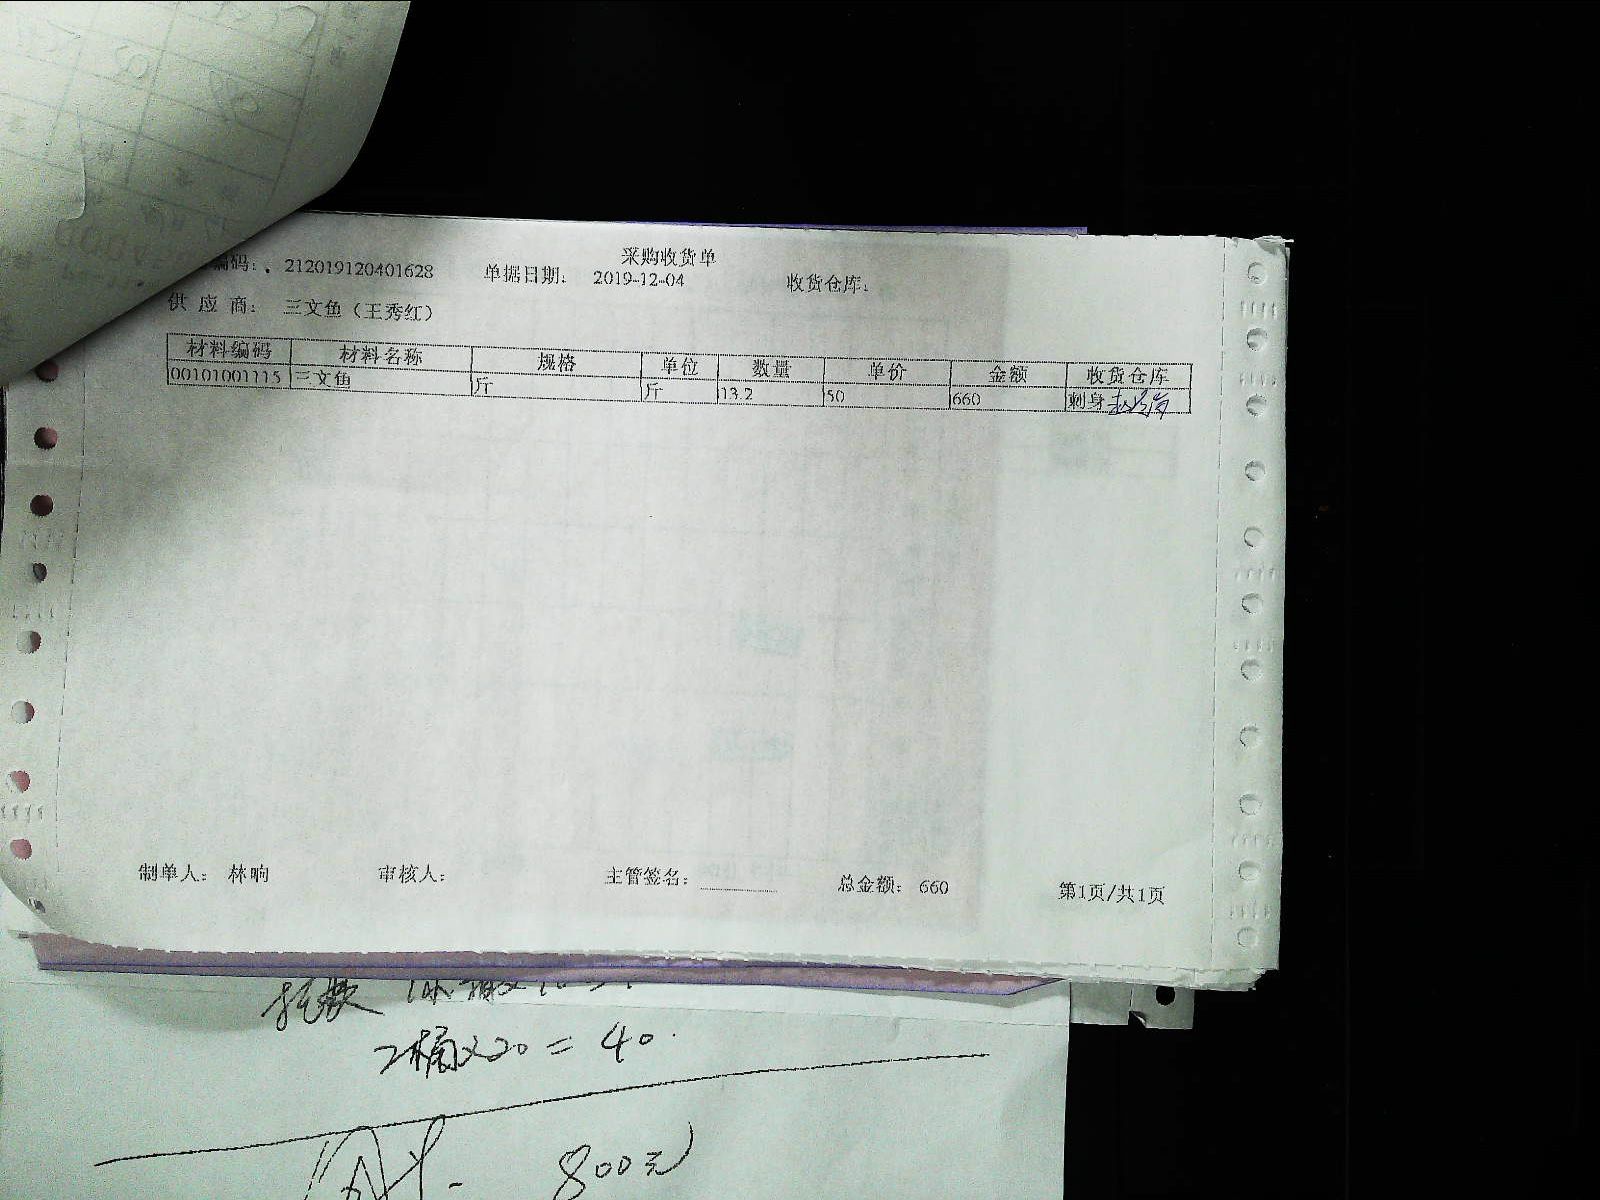 采购收货单
编码： 212019120401628 单据日期： 2019-12-04 收货仓库：
供 应 商： 三文鱼（王秀红）
材料编码 材料名称 规格 单位 数量 单价 金额 收货仓库
00101001115 三文鱼 斤 斤 13.2 50 660 刺身
制单人： 林响 审核人： 主管签名： 总金额： 660 第1页/共1页
2桶×20 = 40
800元